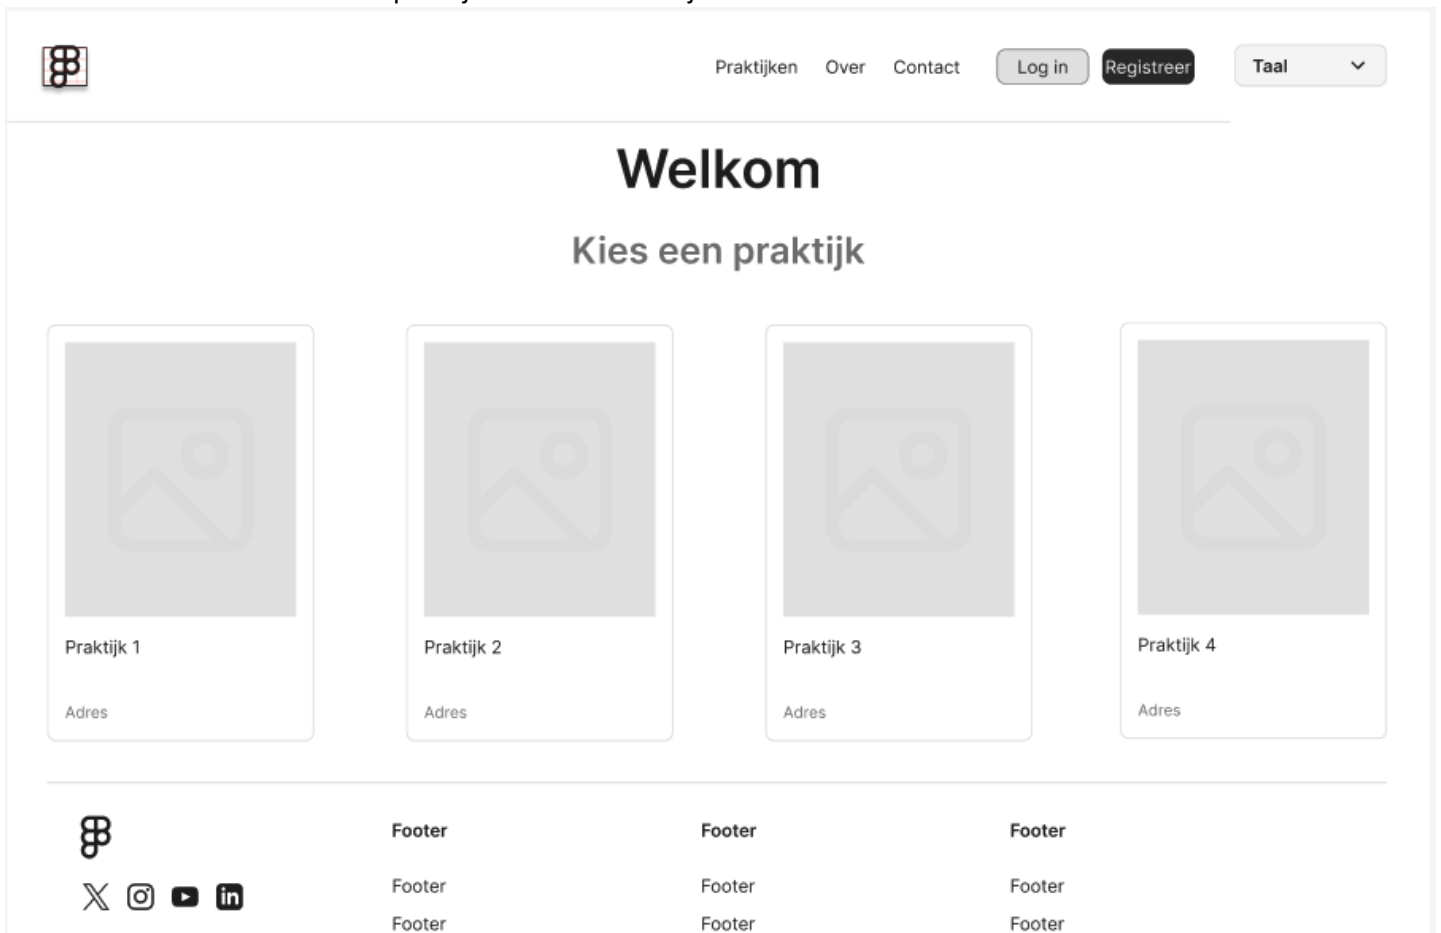 Praktijken Over Contact Log in Registreer Taal
Welkom
Kies een praktijk
Praktijk 1 Praktijk 2 Praktijk 3 Praktijk 4
Adres Adres Adres Adres
Footer Footer Footer
Footer Footer Footer
Footer Footer Footer